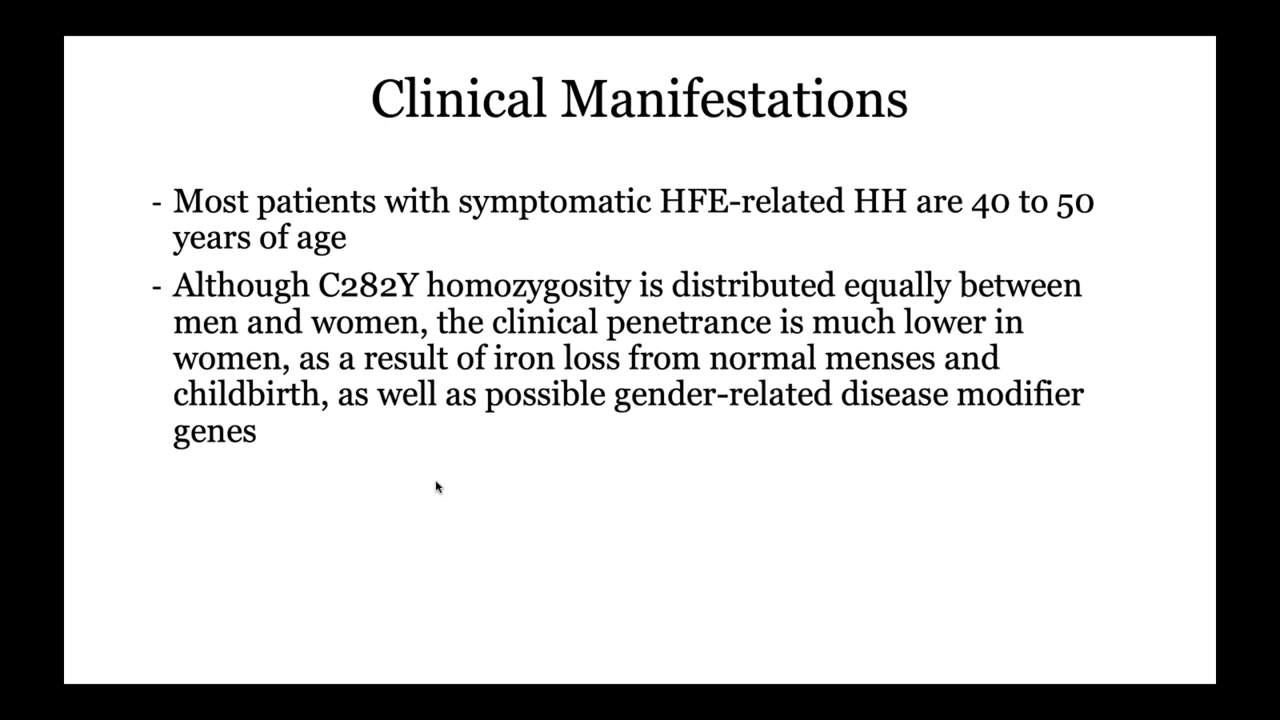 Clinical Manifestations
- Most patients with symptomatic HFE-related HH are 40 to 50
years of age
- Although C282Y homozygosity is distributed equally between
men and women, the clinical penetrance is much lower in
women, as a result of iron loss from normal menses and
childbirth, as well as possible gender-related disease modifier
genes